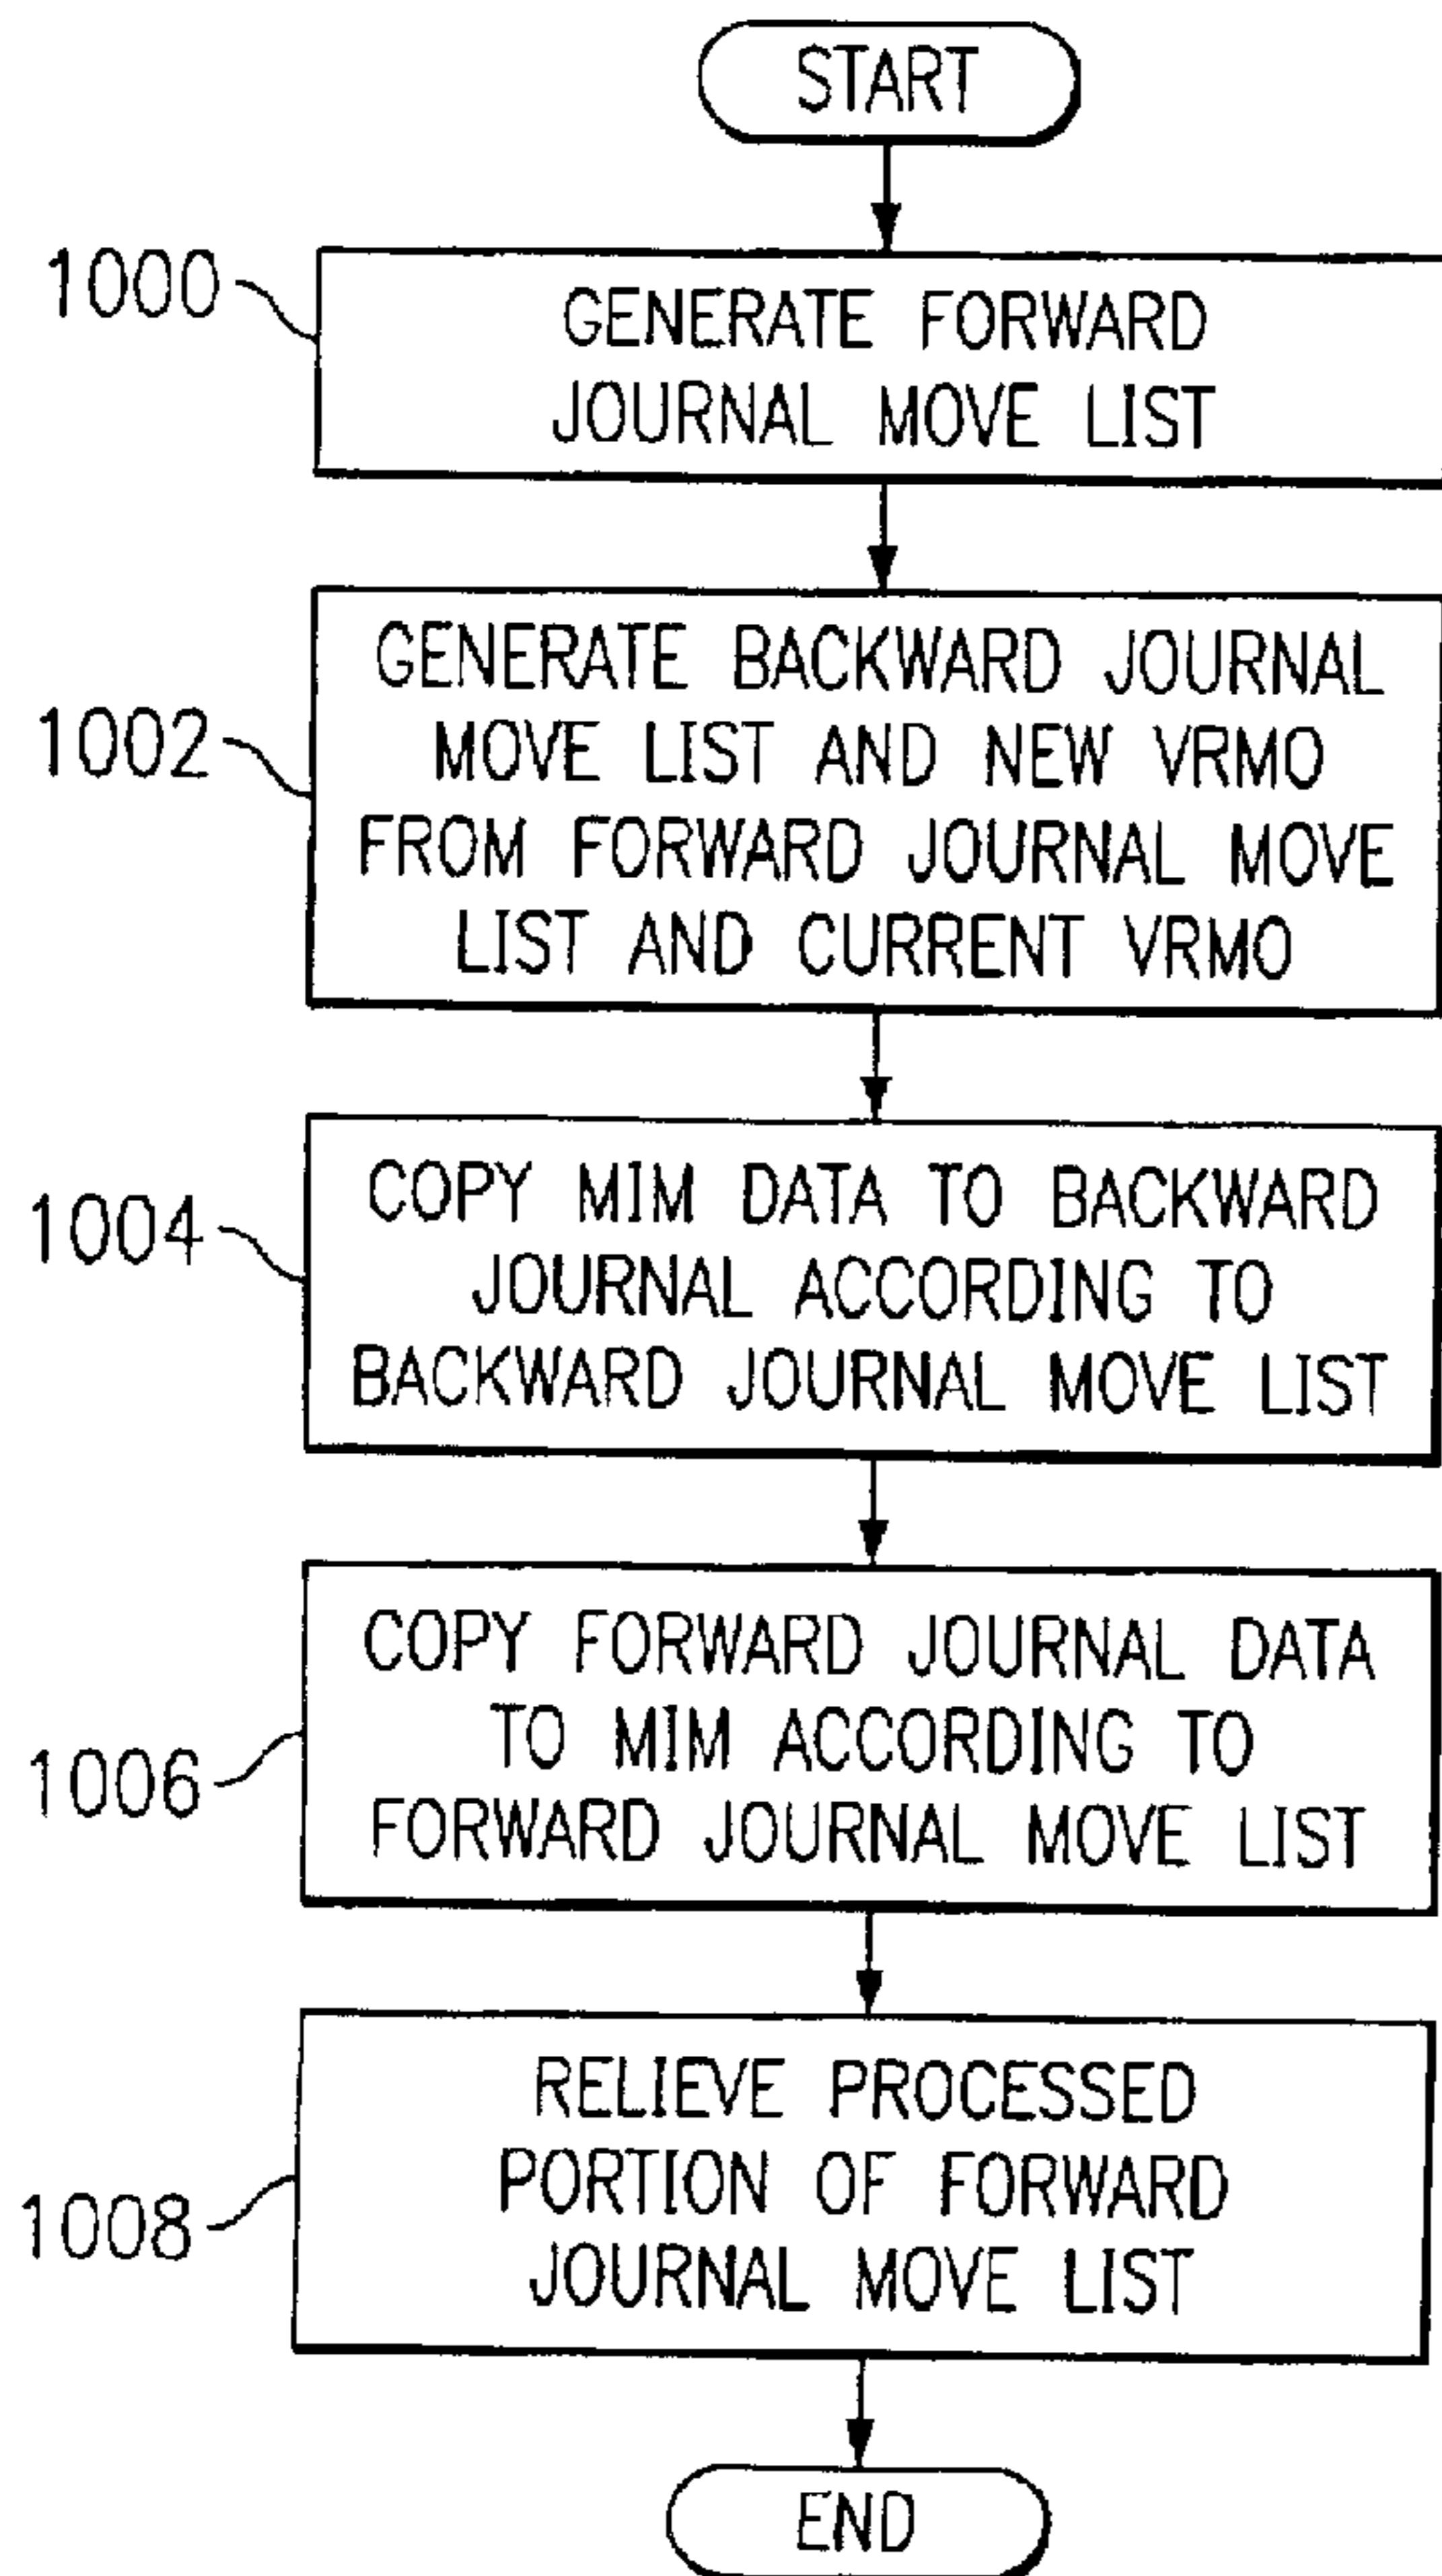 START
1000
GENERATE FORWARD
JOURNAL MOVE LIST
1002
GENERATE BACKWARD JOURNAL
MOVE LIST AND NEW VRMO
FROM FORWARD JOURNAL MOVE
LIST AND CURRENT VRMO
1004
COPY MIM DATA TO BACKWARD
JOURNAL ACCORDING TO
BACKWARD JOURNAL MOVE LIST
1006
COPY FORWARD JOURNAL DATA
TO MIM ACCORDING TO
FORWARD JOURNAL MOVE LIST
1008
RELIEVE PROCESSED
PORTION OF FORWARD
JOURNAL MOVE LIST
END